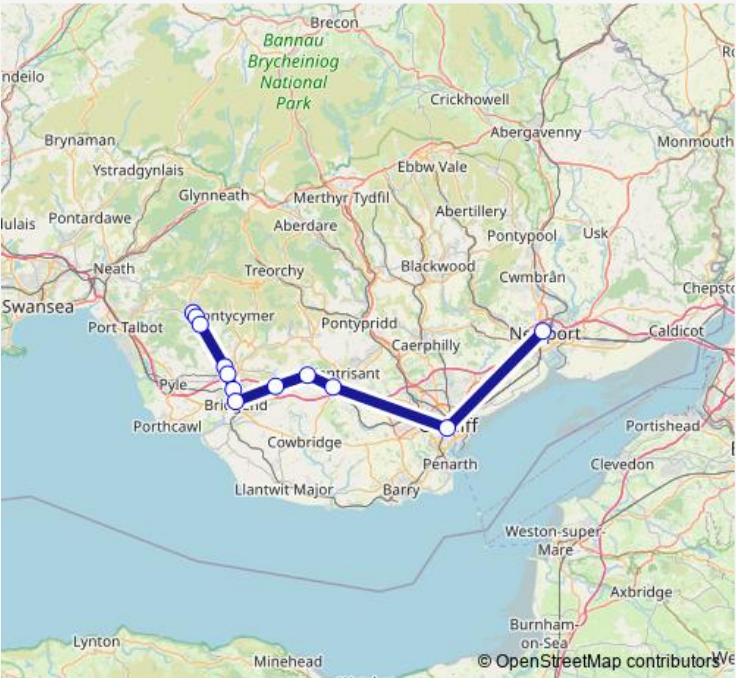 Brecon
Bannau
Brycheiniog
National
Park
ndeilo
Crickhowell
Abergavenny
Brynaman
Monmouth
Ystradgynlais
Ebbw Vale
Glynneath
Merthyr Tydfil
Abertillery
Pontardawe
Aberdare
Usk
Pontypool
Neath
Treorchy
Blackwood
Cwmbrân
Chepsto
Swansea
ontycymer
Port Talbot
Pontypridd
Caldicot
Caerphilly
ntrisant
Pyle
Porthcawl
Portishead
Cowbridge
Penarth
Clevedon
Llantwit Major
Barry
Weston-super-
Mare
Axbridge
Burnham-
on-Sea
Lynton
Minehead
© OpenStreetMap contributors